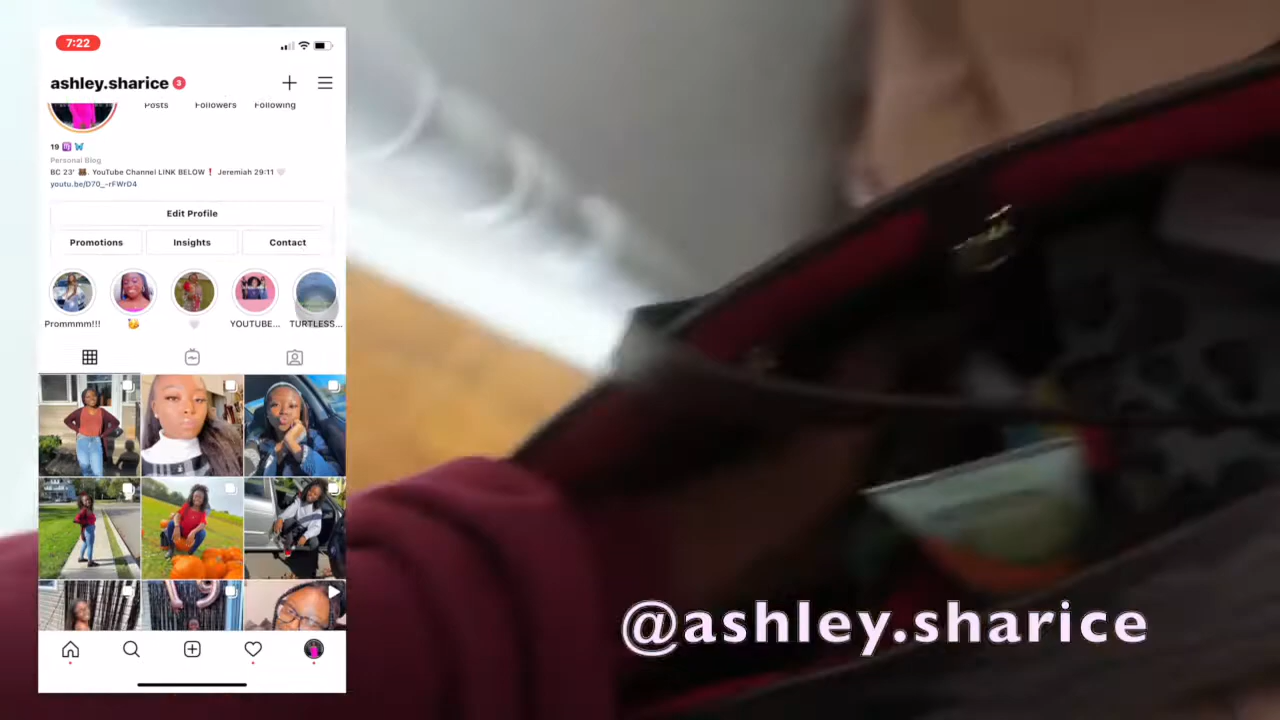 7:22
ashley.sharice 3
Posts Followers Following
19
Personal Blog
BC 23' YouTube Channel LINK BELOW❗ Jeremiah 29:11
youtu.be/D70_-rFWrD4
Edit Profile
Promotions Insights Contact
Prommmm!!! YOUTUBE... TURTLESS...
19
@ashley.sharice